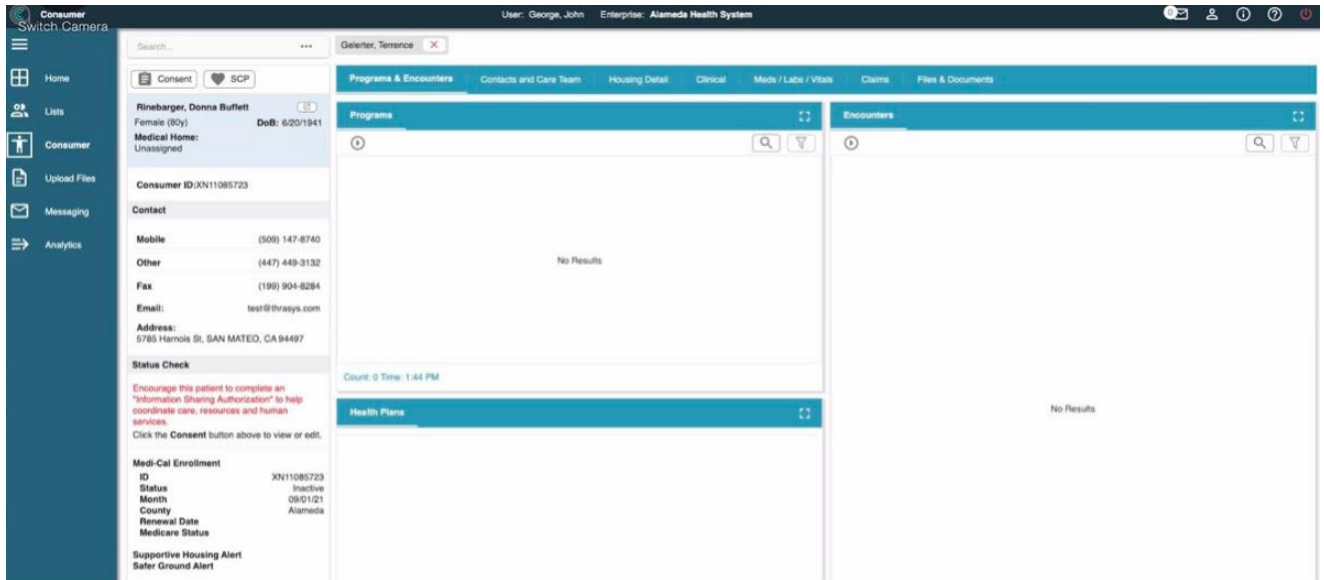 Consumer
Switch Camera
User: George, John Enterprise: Alameda Health System
0
Home
Lists
Consumer
Upload Files
Messaging
Analytics
Search...
Consent
SCP
Rinebarger, Donna Buffett
Female (80y) DoB: 6/20/1941
Medical Home:
Unassigned
Consumer ID:XN11085723
Contact
Mobile (509) 147-8740
Other (447) 449-3132
Fax (199) 904-8284
Email: test@thrasys.com
Address:
5785 Harnois St, SAN MATEO, CA 94497
Status Check
Encourage this patient to complete an
"Information Sharing Authorization" to help
coordinate care, resources and human
services.
Click the Consent button above to view or edit.
Medi-Cal Enrollment
ID XN11085723
Status Inactive
Month 09/01/21
County Alameda
Renewal Date
Medicare Status
Supportive Housing Alert
Safer Ground Alert
Geierter, Terrence
Programs & Encounters Contacts and Care Team Housing Detail Clinical Meds / Labs / Vitals Claims Files & Documents
Programs
No Results
Count: 0 Time: 1:44 PM
Health Plans
Encounters
No Results